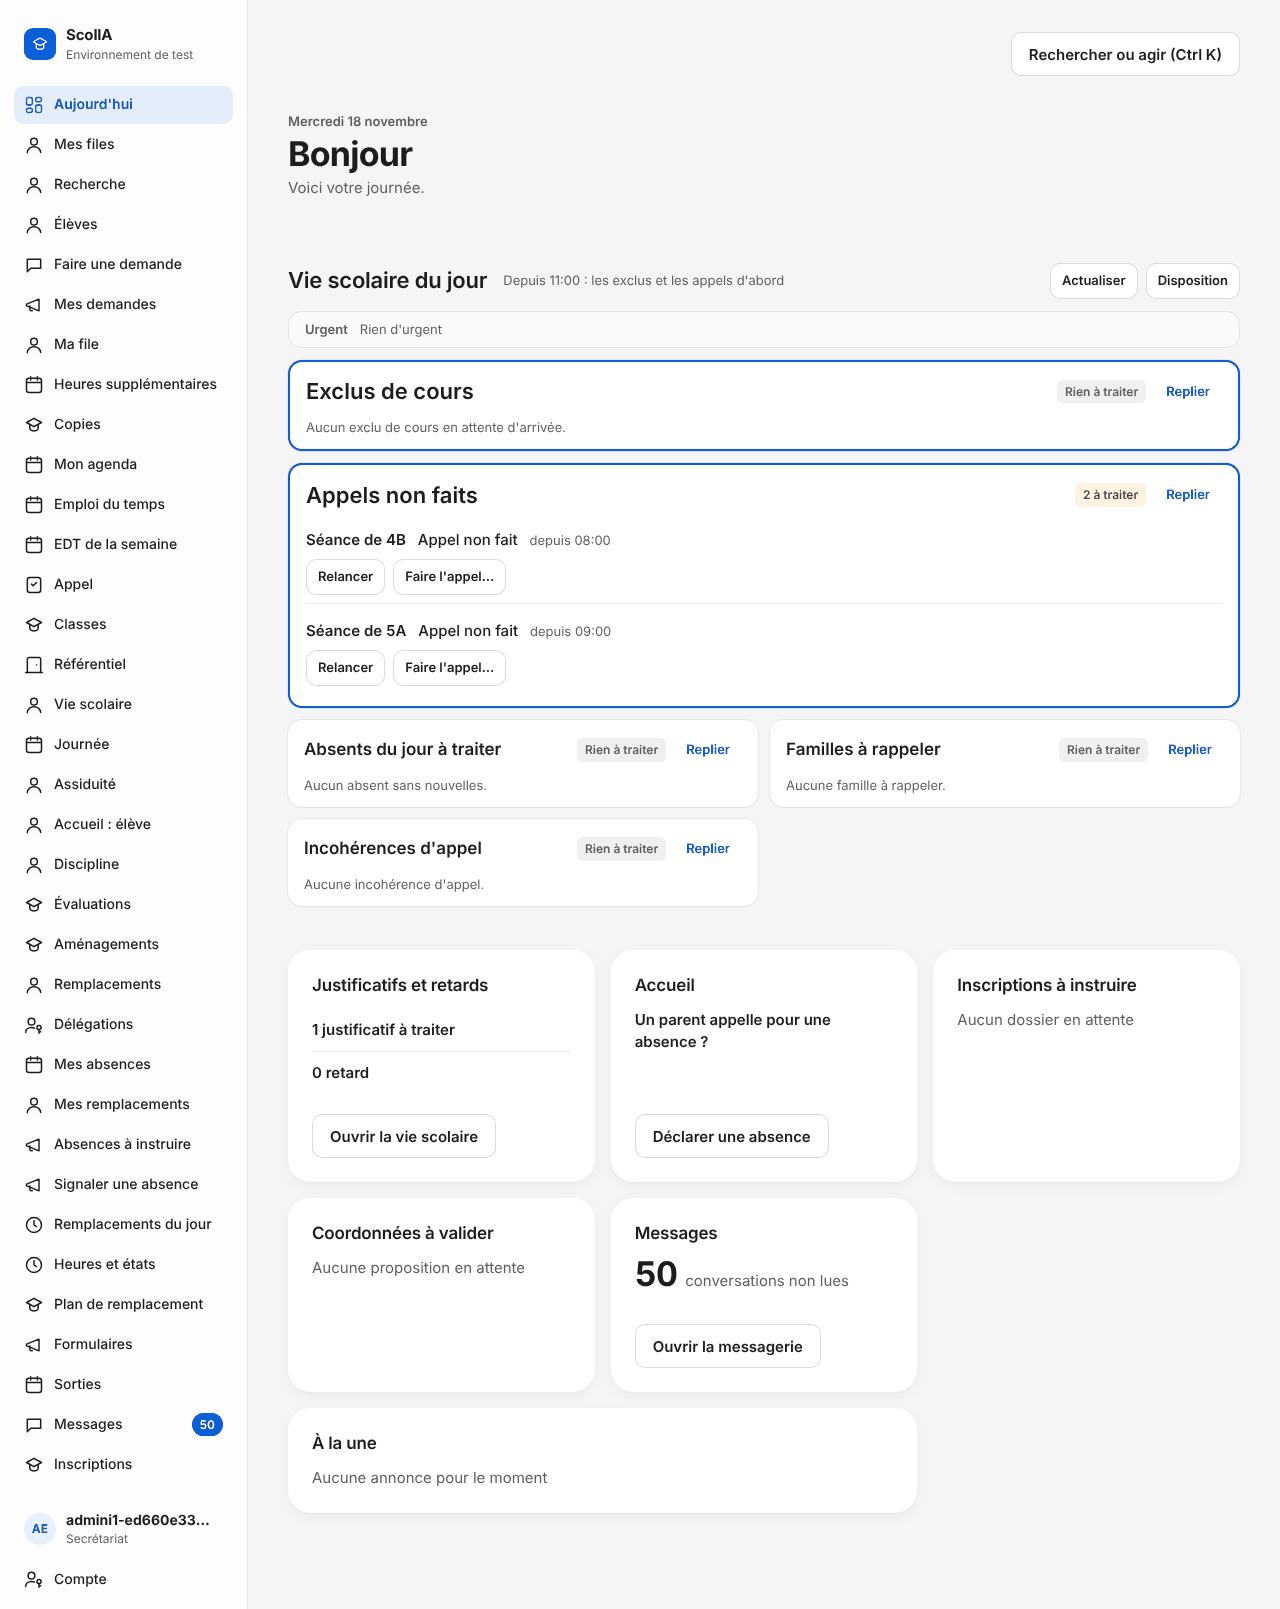 ScolIA
Environnement de test
Aujourd'hui
Mes files
Recherche
Élèves
Faire une demande
Mes demandes
Ma file
Heures supplémentaires
Copies
Mon agenda
Emploi du temps
EDT de la semaine
Appel
Classes
Référentiel
Vie scolaire
Journée
Assiduité
Accueil : élève
Discipline
Évaluations
Aménagements
Remplacements
Délégations
Mes absences
Mes remplacements
Absences à instruire
Signaler une absence
Remplacements du jour
Heures et états
Plan de remplacement
Formulaires
Sorties
Messages 50
Inscriptions
AE
admini1-ed660e33...
Secrétariat
Compte
Rechercher ou agir (Ctrl K)
Mercredi 18 novembre
Bonjour
Voici votre journée.
Vie scolaire du jour Depuis 11:00 : les exclus et les appels d'abord Actualiser Disposition
Urgent Rien d'urgent
Exclus de cours Rien à traiter Replier
Aucun exclu de cours en attente d'arrivée.
Appels non faits 2 à traiter Replier
Séance de 4B Appel non fait depuis 08:00
Relancer Faire l'appel...
Séance de 5A Appel non fait depuis 09:00
Relancer Faire l'appel...
Absents du jour à traiter Rien à traiter Replier
Aucun absent sans nouvelles.
Familles à rappeler Rien à traiter Replier
Aucune famille à rappeler.
Incohérences d'appel Rien à traiter Replier
Aucune incohérence d'appel.
Justificatifs et retards
1 justificatif à traiter
0 retard
Ouvrir la vie scolaire
Accueil
Un parent appelle pour une
absence ?
Déclarer une absence
Inscriptions à instruire
Aucun dossier en attente
Coordonnées à valider
Aucune proposition en attente
Messages
50 conversations non lues
Ouvrir la messagerie
À la une
Aucune annonce pour le moment